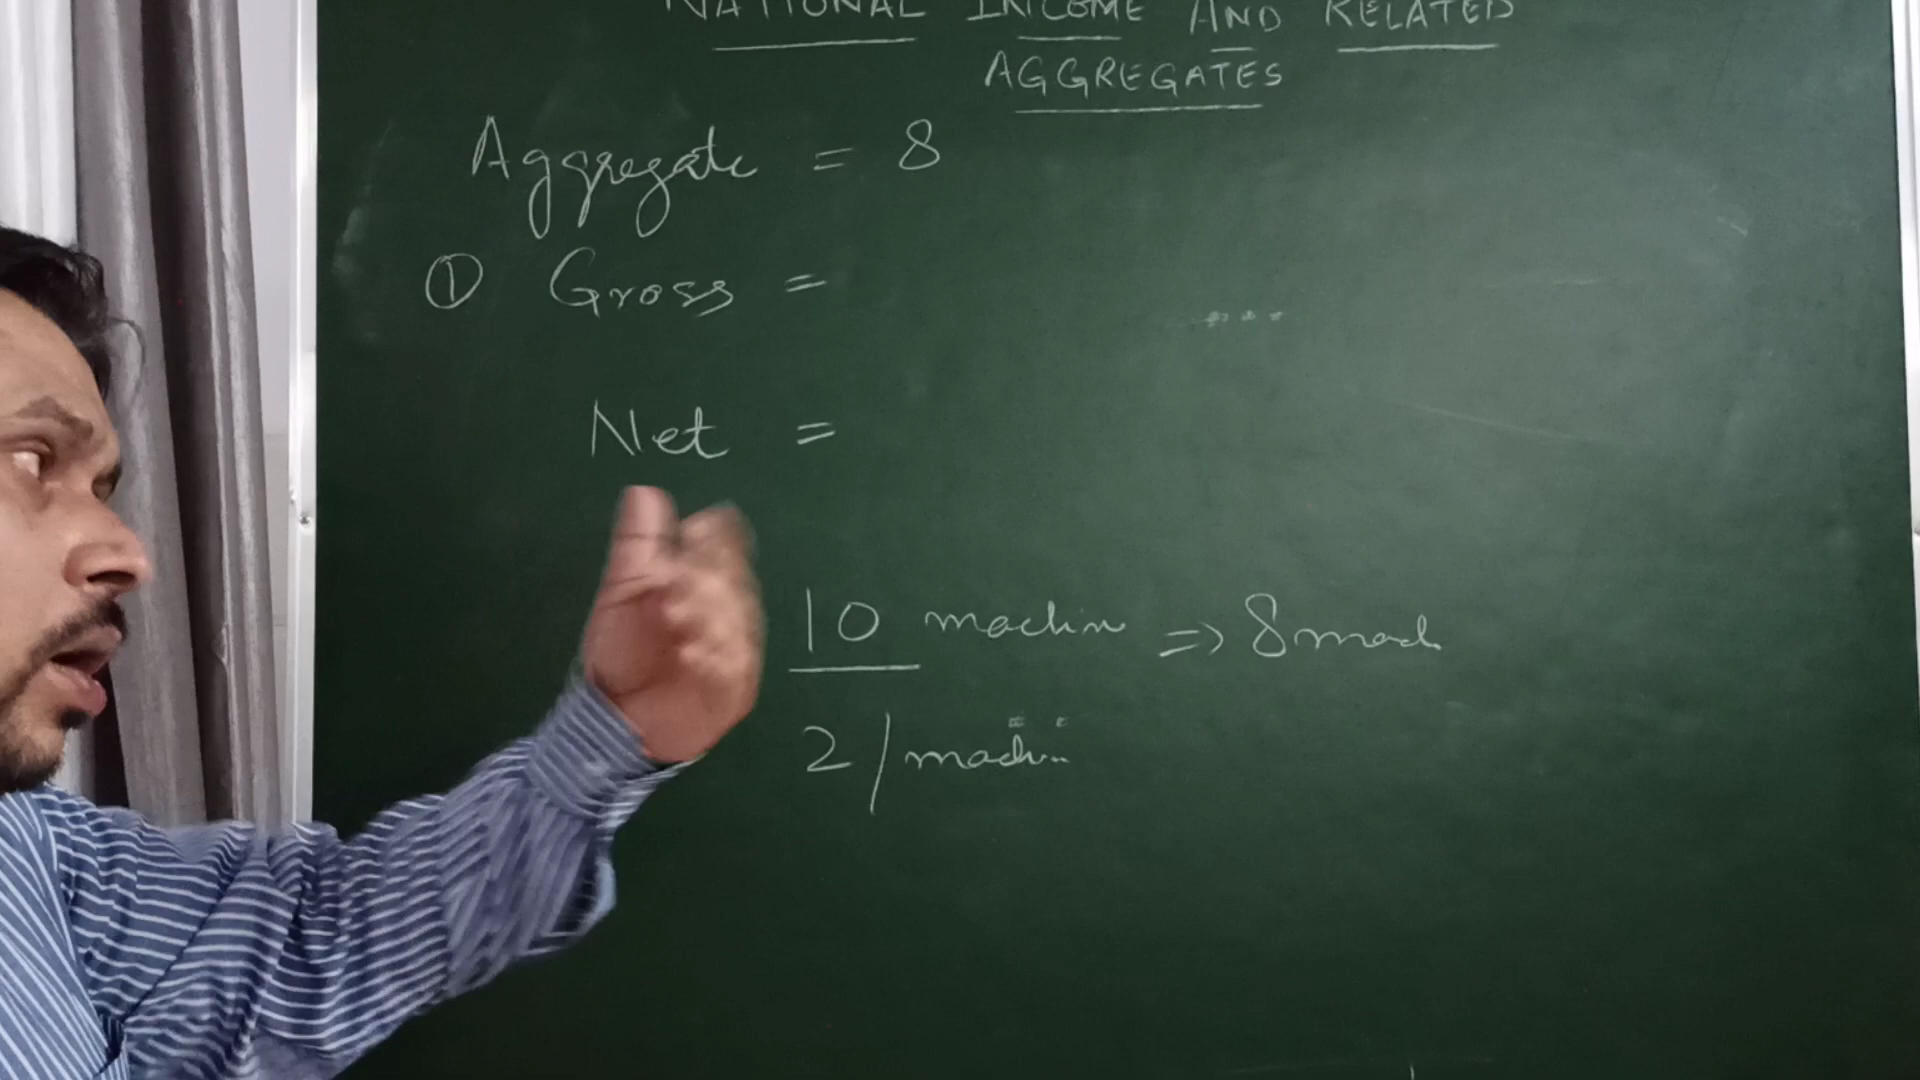 NATIONAL INCOME AND RELATED
AGGREGATES
Aggregate = 8
① Gross =
Net =
10 machin => 8 mach
2 / machin